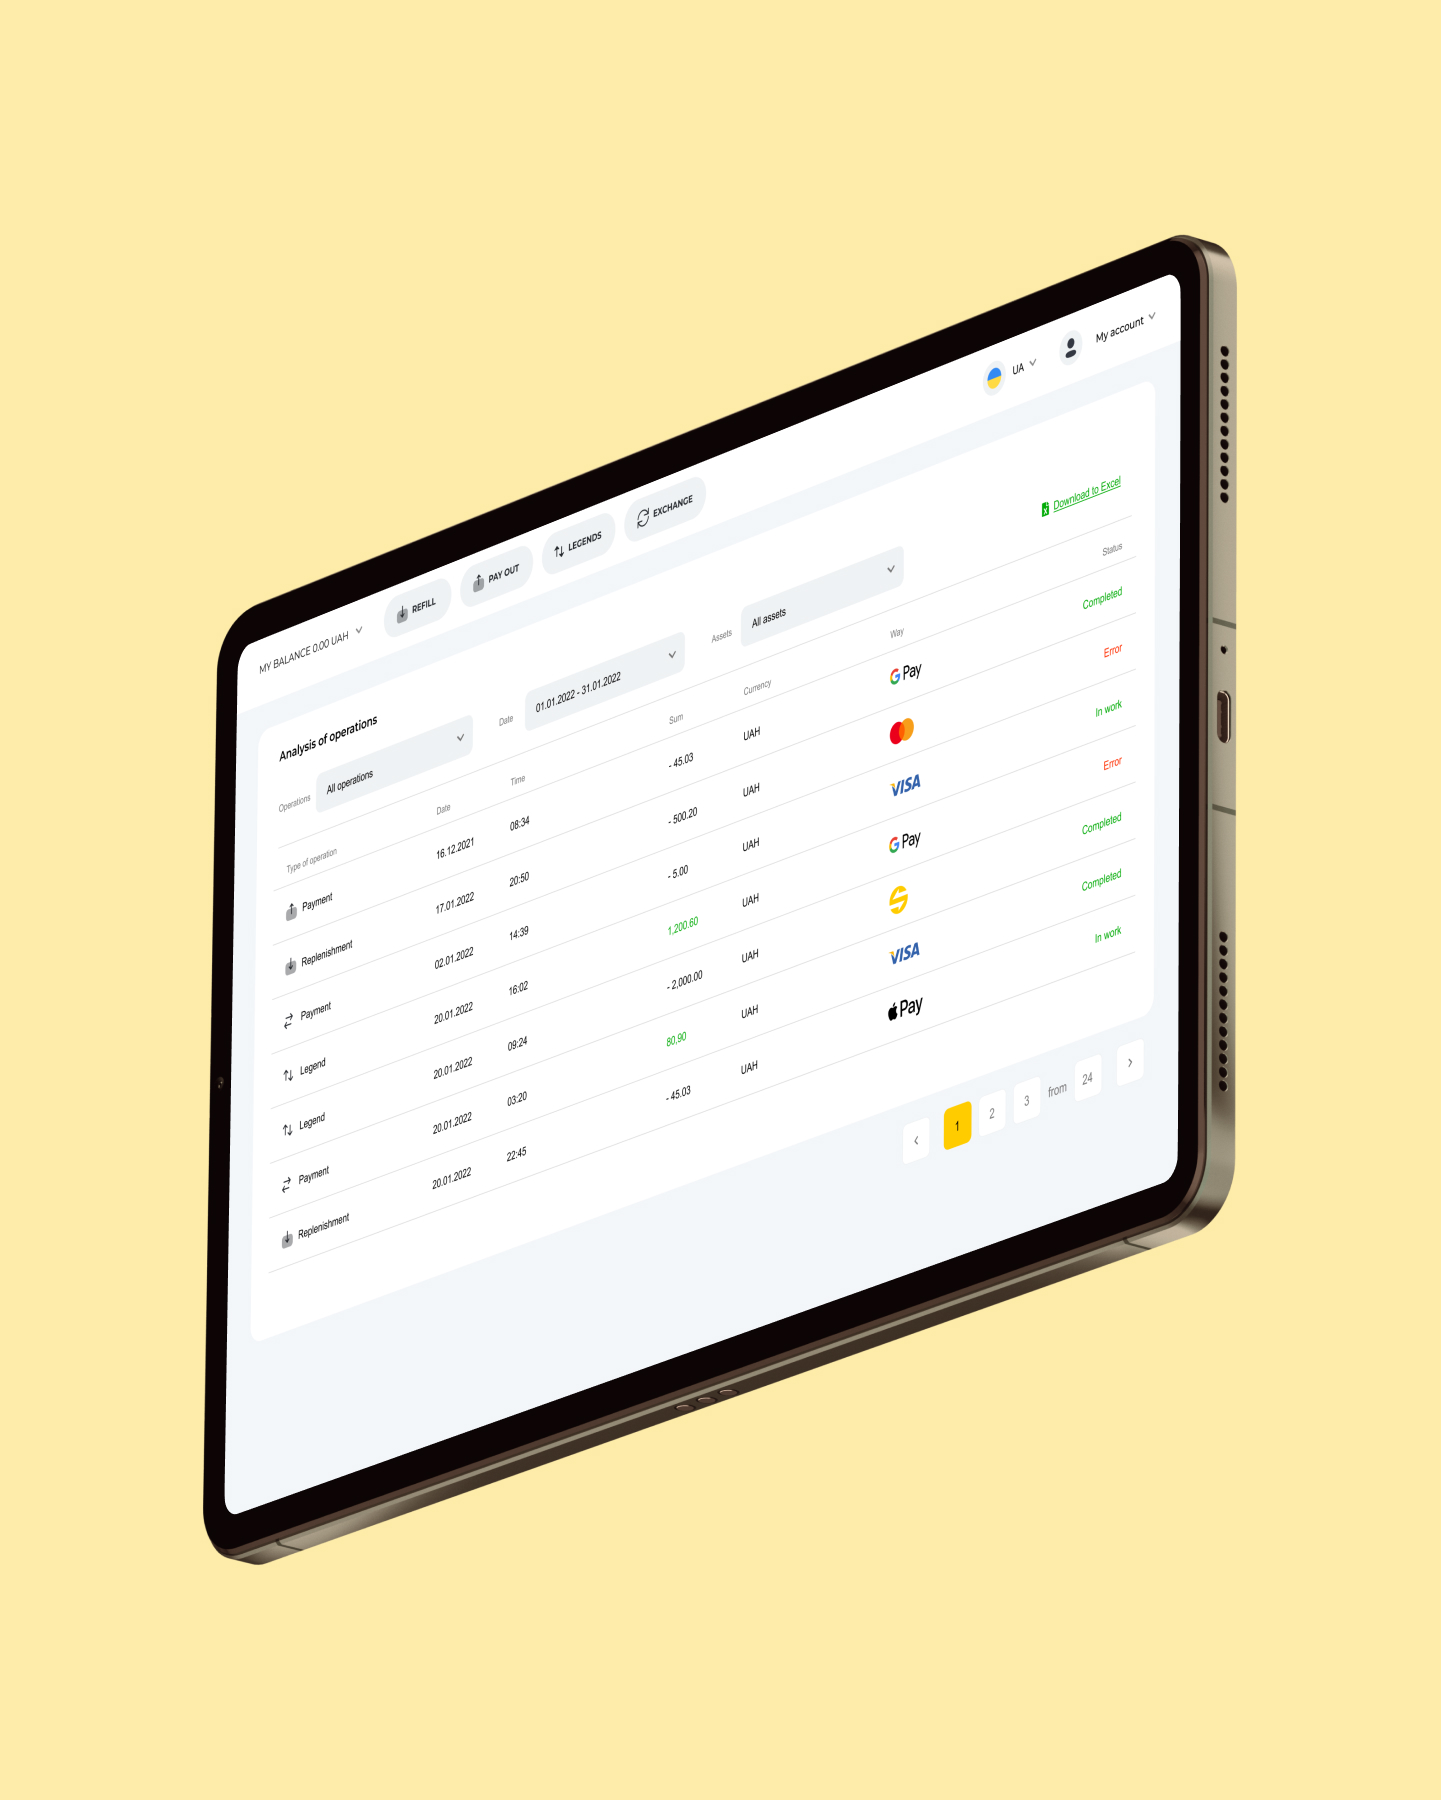 MY BALANCE 0.00 UAH
REFILL
PAY OUT
LEGENDS
EXCHANGE
UA
My account
Analysis of operations
Download to Excel
Operations All operations Date 01.01.2022 - 31.01.2022 Assets All assets
Type of operation Date Time Sum Currency Way Status
Payment 16.12.2021 08:34 - 45.03 UAH G Pay Completed
Replenishment 17.01.2022 20:50 - 500.20 UAH Error
Payment 02.01.2022 14:39 - 5.00 UAH VISA In work
Legend 20.01.2022 16:02 1,200.60 UAH G Pay Error
Legend 20.01.2022 09:24 - 2,000.00 UAH Completed
Payment 20.01.2022 03:20 80,90 UAH VISA Completed
Replenishment 20.01.2022 22:45 - 45.03 UAH Pay In work
1 2 3 from 24